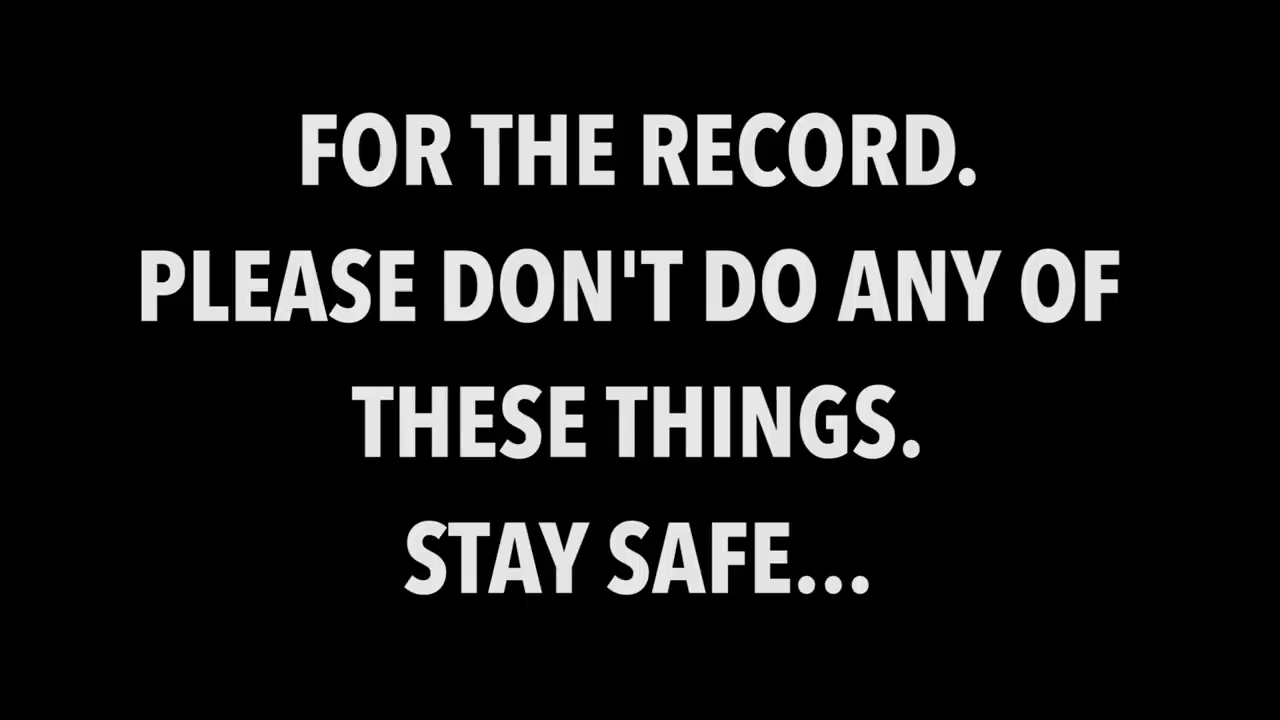 FOR THE RECORD.
PLEASE DON'T DO ANY OF
THESE THINGS.
STAY SAFE...